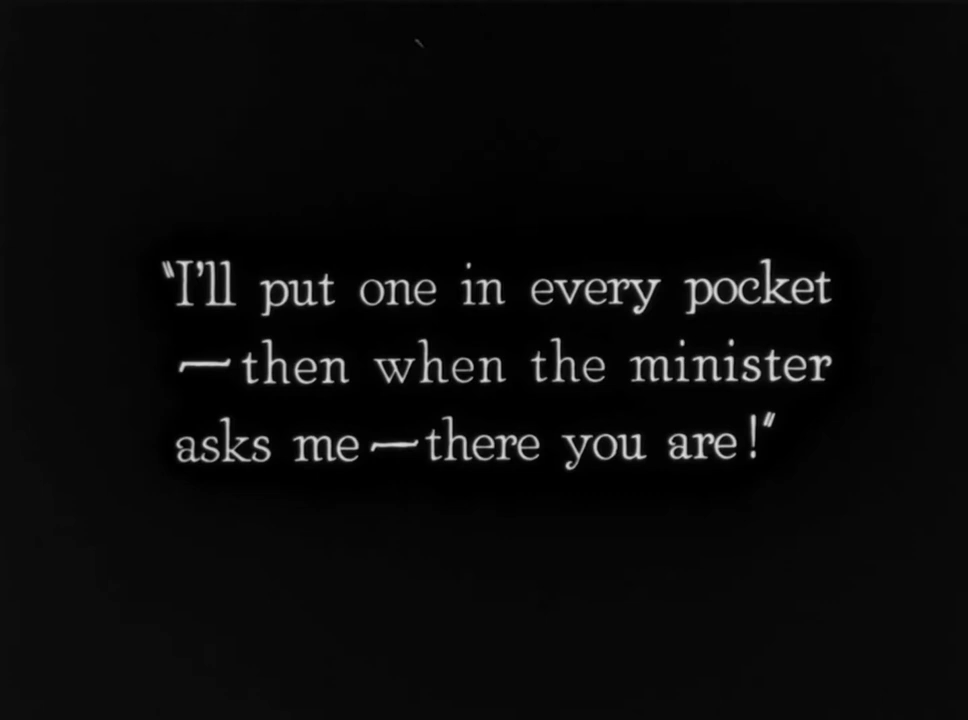 "I'll put one in every pocket
—then when the minister
asks me—there you are!"